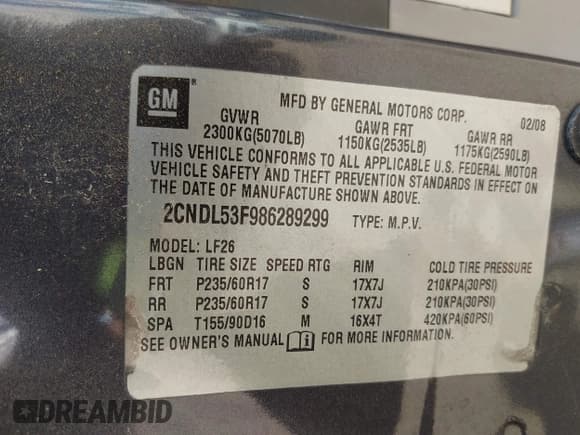 GM ®
MFD BY GENERAL MOTORS CORP. 02/08
GVWR GAWR FRT GAWR RR
2300KG(5070LB) 1150KG(2535LB) 1175KG(2590LB)
THIS VEHICLE CONFORMS TO ALL APPLICABLE U.S. FEDERAL MOTOR
VEHICLE SAFETY AND THEFT PREVENTION STANDARDS IN EFFECT ON
THE DATE OF MANUFACTURE SHOWN ABOVE.
2CNDL53F986289299 TYPE: M.P.V.
MODEL: LF26
LBGN TIRE SIZE SPEED RTG RIM COLD TIRE PRESSURE
FRT P235/60R17 S 17X7J 210KPA(30PSI)
RR P235/60R17 S 17X7J 210KPA(30PSI)
SPA T155/90D16 M 16X4T 420KPA(60PSI)
SEE OWNER'S MANUAL FOR MORE INFORMATION.
DREAMBID